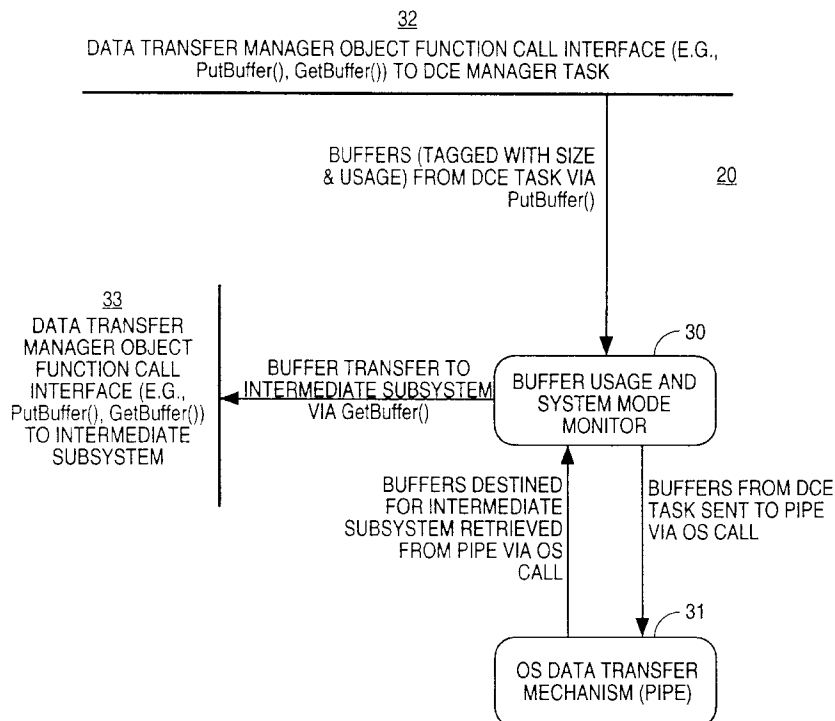 32
DATA TRANSFER MANAGER OBJECT FUNCTION CALL INTERFACE (E.G.,
PutBuffer(), GetBuffer()) TO DCE MANAGER TASK
BUFFERS (TAGGED WITH SIZE
& USAGE) FROM DCE TASK VIA
PutBuffer()
20
33
DATA TRANSFER
MANAGER OBJECT
FUNCTION CALL
INTERFACE (E.G.,
PutBuffer(), GetBuffer())
TO INTERMEDIATE
SUBSYSTEM
BUFFER TRANSFER TO
INTERMEDIATE SUBSYSTEM
VIA GetBuffer()
30
BUFFER USAGE AND
SYSTEM MODE
MONITOR
BUFFERS DESTINED
FOR INTERMEDIATE
SUBSYSTEM RETRIEVED
FROM PIPE VIA OS
CALL
BUFFERS FROM DCE
TASK SENT TO PIPE
VIA OS CALL
31
OS DATA TRANSFER
MECHANISM (PIPE)